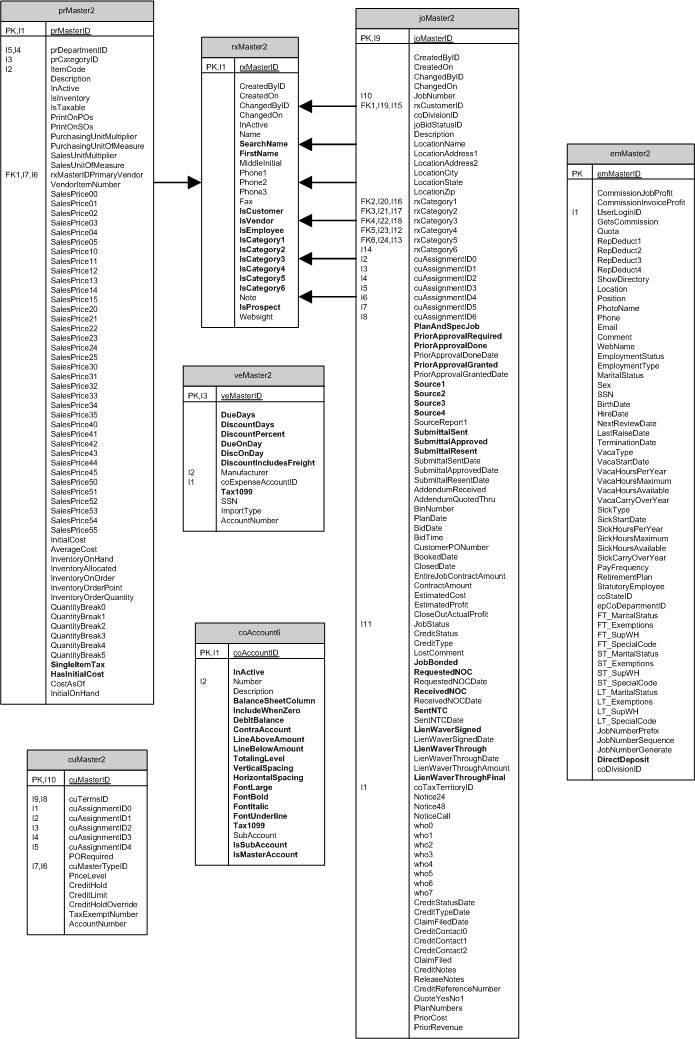 prMaster2
PK,I1 prMasterID
I5,I4 prDepartmentID
I3 prCategoryID
I2 ItemCode
Description
InActive
IsInventory
IsTaxable
PrintOnPOs
PrintOnSOs
PurchasingUnitMultiplier
PurchasingUnitOfMeasure
SalesUnitMultiplier
SalesUnitOfMeasure
FK1,I7,I6 rxMasterIDPrimaryVendor
VendorItemNumber
SalesPrice00
SalesPrice01
SalesPrice02
SalesPrice03
SalesPrice04
SalesPrice05
SalesPrice10
SalesPrice11
SalesPrice12
SalesPrice13
SalesPrice14
SalesPrice15
SalesPrice20
SalesPrice21
SalesPrice22
SalesPrice23
SalesPrice24
SalesPrice25
SalesPrice30
SalesPrice31
SalesPrice32
SalesPrice33
SalesPrice34
SalesPrice35
SalesPrice40
SalesPrice41
SalesPrice42
SalesPrice43
SalesPrice44
SalesPrice45
SalesPrice50
SalesPrice51
SalesPrice52
SalesPrice53
SalesPrice54
SalesPrice55
InitialCost
AverageCost
InventoryOnHand
InventoryAllocated
InventoryOnOrder
InventoryOrderPoint
InventoryOrderQuantity
QuantityBreak0
QuantityBreak1
QuantityBreak2
QuantityBreak3
QuantityBreak4
QuantityBreak5
SingleItemTax
HasInitialCost
CostAsOf
InitialOnHand
cuMaster2
PK,I10 cuMasterID
I9,I8 cuTermsID
I1 cuAssignmentID0
I2 cuAssignmentID1
I3 cuAssignmentID2
I4 cuAssignmentID3
I5 cuAssignmentID4
PORequired
I7,I6 cuMasterTypeID
PriceLevel
CreditHold
CreditLimit
CreditHoldOverride
TaxExemptNumber
AccountNumber
rxMaster2
PK,I1 rxMasterID
CreatedByID
CreatedOn
ChangedByID
ChangedOn
InActive
Name
SearchName
FirstName
MiddleInitial
Phone1
Phone2
Phone3
Fax
IsCustomer
IsVendor
IsEmployee
IsCategory1
IsCategory2
IsCategory3
IsCategory4
IsCategory5
IsCategory6
Note
IsProspect
Websight
veMaster2
PK,I3 veMasterID
DueDays
DiscountDays
DiscountPercent
DueOnDay
DiscOnDay
DiscountIncludesFreight
I2 Manufacturer
I1 coExpenseAccountID
Tax1099
SSN
ImportType
AccountNumber
coAccount6
PK,I1 coAccountID
InActive
I2 Number
Description
BalanceSheetColumn
IncludeWhenZero
DebitBalance
ContraAccount
LineAboveAmount
LineBelowAmount
TotalingLevel
VerticalSpacing
HorizontalSpacing
FontLarge
FontBold
FontItalic
FontUnderline
Tax1099
SubAccount
IsSubAccount
IsMasterAccount
joMaster2
PK,I9 joMasterID
CreatedByID
CreatedOn
ChangedByID
ChangedOn
I10 JobNumber
FK1,I19,I15 rxCustomerID
coDivisionID
joBidStatusID
Description
LocationName
LocationAddress1
LocationAddress2
LocationCity
LocationState
LocationZip
FK2,I20,I16 rxCategory1
FK3,I21,I17 rxCategory2
FK4,I22,I18 rxCategory3
FK5,I23,I12 rxCategory4
FK6,I24,I13 rxCategory5
I14 rxCategory6
I2 cuAssignmentID0
I3 cuAssignmentID1
I4 cuAssignmentID2
I5 cuAssignmentID3
I6 cuAssignmentID4
I7 cuAssignmentID5
I8 cuAssignmentID6
PlanAndSpecJob
PriorApprovalRequired
PriorApprovalDone
PriorApprovalDoneDate
PriorApprovalGranted
PriorApprovalGrantedDate
Source1
Source2
Source3
Source4
SourceReport1
SubmittalSent
SubmittalApproved
SubmittalResent
SubmittalSentDate
SubmittalApprovedDate
SubmittalResentDate
AddendumReceived
AddendumQuotedThru
BinNumber
PlanDate
BidDate
BidTime
CustomerPONumber
BookedDate
ClosedDate
EntireJobContractAmount
ContractAmount
EstimatedCost
EstimatedProfit
CloseOutActualProfit
I11 JobStatus
CreditStatus
CreditType
LostComment
JobBonded
RequestedNOC
RequestedNOCDate
ReceivedNOC
ReceivedNOCDate
SentNTC
SentNTCDate
LienWaverSigned
LienWaverSignedDate
LienWaverThrough
LienWaverThroughDate
LienWaverThroughAmount
LienWaverThroughFinal
I1 coTaxTerritoryID
Notice24
Notice48
NoticeCall
who0
who1
who2
who3
who4
who5
who6
who7
CreditStatusDate
CreditTypeDate
ClaimFiledDate
CreditContact0
CreditContact1
CreditContact2
ClaimFiled
CreditNotes
ReleaseNotes
CreditReferenceNumber
QuoteYesNo1
PlanNumbers
PriorCost
PriorRevenue
emMaster2
PK emMasterID
CommissionJobProfit
CommissionInvoiceProfit
I1 UserLoginID
GetsCommission
Quota
RepDeduct1
RepDeduct2
RepDeduct3
RepDeduct4
ShowDirectory
Location
Position
PhotoName
Phone
Email
Comment
WebName
EmploymentStatus
EmploymentType
MaritalStatus
Sex
SSN
BirthDate
HireDate
NextReviewDate
LastRaiseDate
TerminationDate
VacaType
VacaStartDate
VacaHoursPerYear
VacaHoursMaximum
VacaHoursAvailable
VacaCarryOverYear
SickType
SickStartDate
SickHoursPerYear
SickHoursMaximum
SickHoursAvailable
SickCarryOverYear
PayFrequency
RetirementPlan
StatutoryEmployee
coStateID
epCoDepartmentID
FT_MaritalStatus
FT_Exemptions
FT_SupWH
FT_SpecialCode
ST_MaritalStatus
ST_Exemptions
ST_SupWH
ST_SpecialCode
LT_MaritalStatus
LT_Exemptions
LT_SupWH
LT_SpecialCode
JobNumberPrefix
JobNumberSequence
JobNumberGenerate
DirectDeposit
coDivisionID